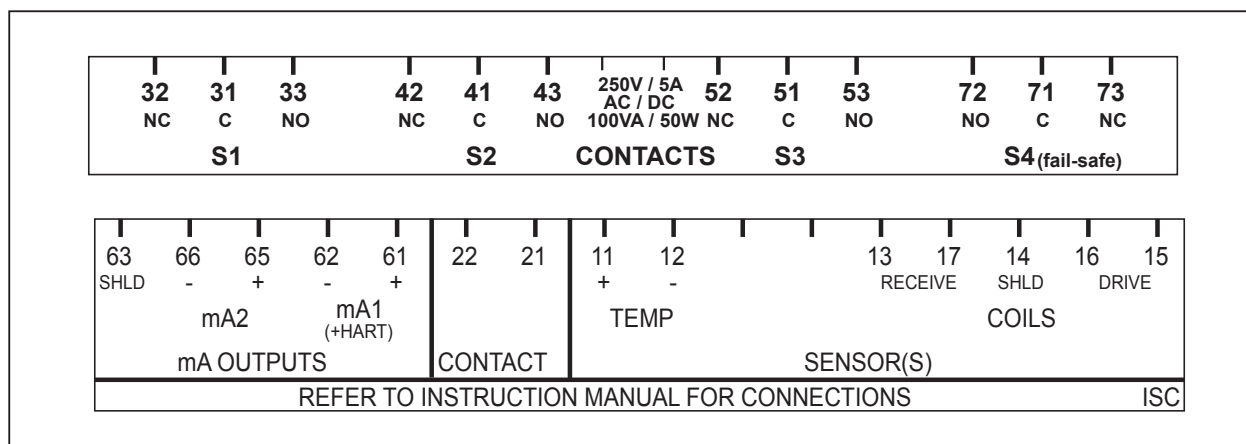 32 31 33 42 41 43 250V / 5A 52 51 53 72 71 73
AC / DC
NC C NO NC C NO 100VA / 50W NC C NO NO C NC
S1 S2 CONTACTS S3 S4 (fail-safe)
63 66 65 62 61 22 21 11 12 13 17 14 16 15
SHLD - + - + + - RECEIVE SHLD DRIVE
mA2 mA1 TEMP COILS
(+HART)
mA OUTPUTS CONTACT SENSOR(S)
REFER TO INSTRUCTION MANUAL FOR CONNECTIONS ISC